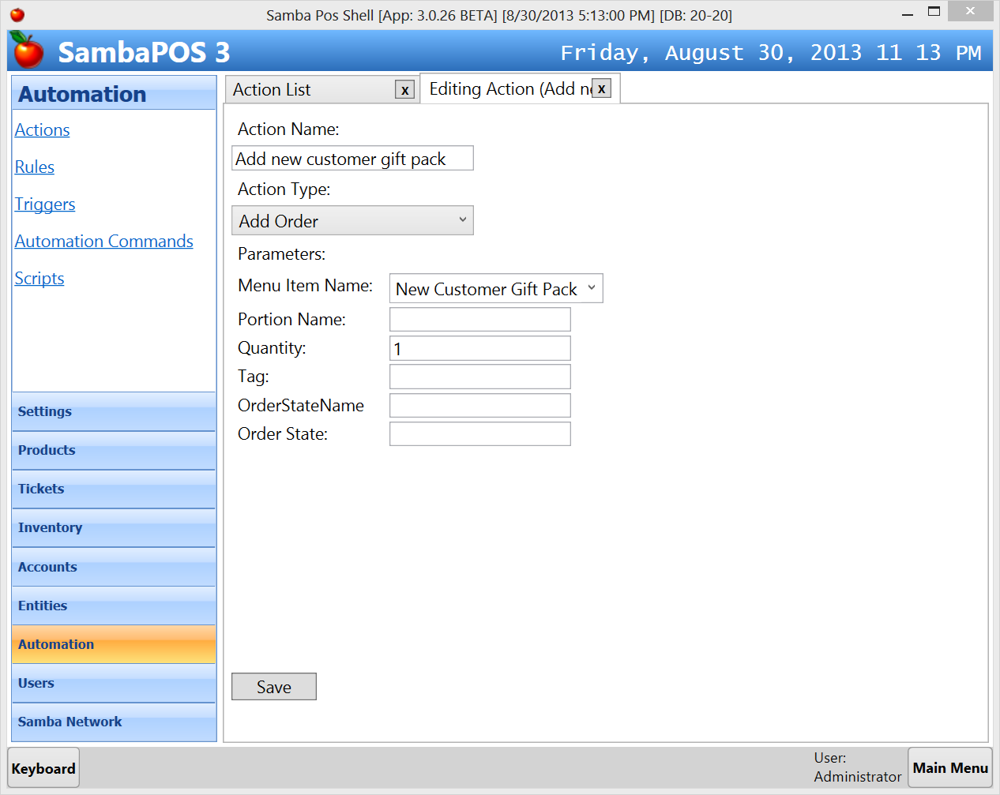 Samba Pos Shell [App: 3.0.26 BETA] [8/30/2013 5:13:00 PM] [DB: 20-20]
SambaPOS 3
Friday, August 30, 2013 11 13 PM
Automation
Actions
Rules
Triggers
Automation Commands
Scripts
Settings
Products
Tickets
Inventory
Accounts
Entities
Automation
Users
Samba Network
Action List x
Editing Action (Add n x
Action Name:
Add new customer gift pack
Action Type:
Add Order
Parameters:
Menu Item Name: New Customer Gift Pack
Portion Name:
Quantity: 1
Tag:
OrderStateName
Order State:
Save
Keyboard
User:
Administrator
Main Menu